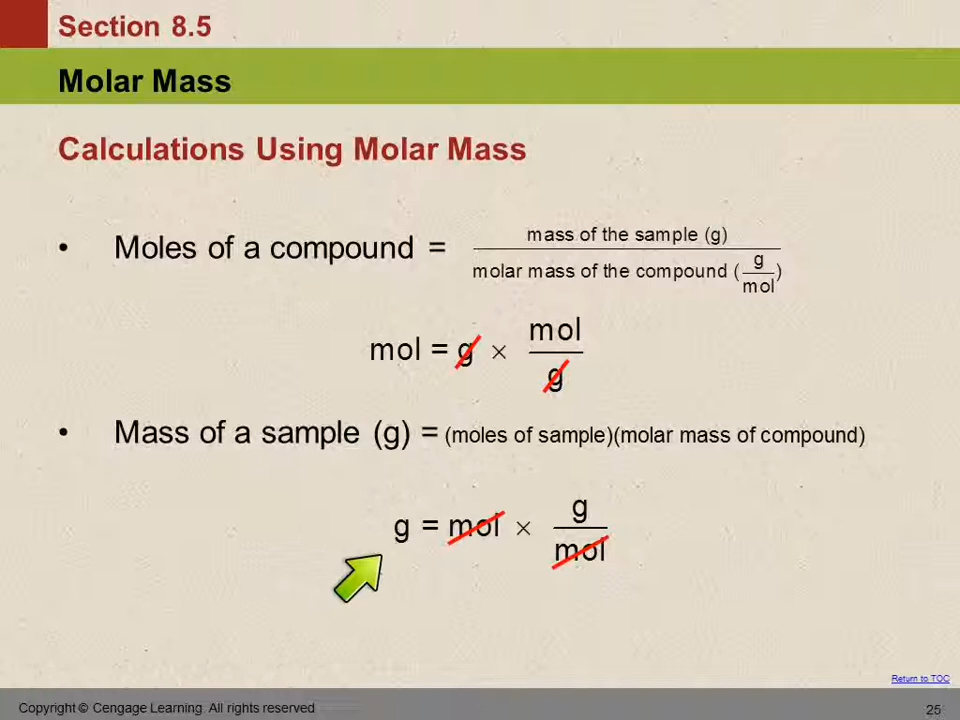 Section 8.5
Molar Mass
Calculations Using Molar Mass
• Moles of a compound = mass of the sample (g) / molar mass of the compound (g/mol)
mol = g × mol/g
• Mass of a sample (g) = (moles of sample)(molar mass of compound)
g = mol × g/mol
Return to TOC
Copyright © Cengage Learning. All rights reserved
25